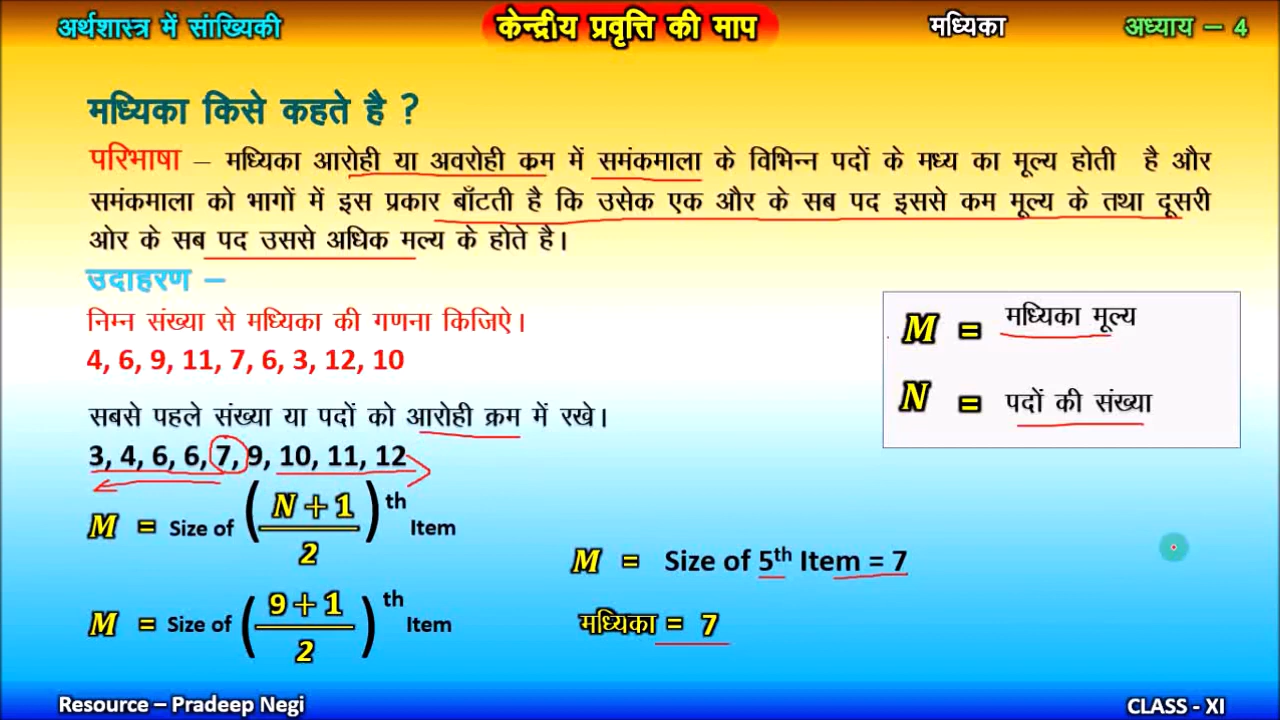 अर्थशास्त्र में सांख्यिकी
केन्द्रीय प्रवृत्ति की माप
मध्यिका
अध्याय – 4
मध्यिका किसे कहते है ?
परिभाषा – मध्यिका आरोही या अवरोही क्रम में समंकमाला के विभिन्न पदों के मध्य का मूल्य होती है और
समंकमाला को भागों में इस प्रकार बाँटती है कि उसेक एक और के सब पद इससे कम मूल्य के तथा दूसरी
ओर के सब पद उससे अधिक मल्य के होते है।
उदाहरण –
निम्न संख्या से मध्यिका की गणना किजिऐ।
4, 6, 9, 11, 7, 6, 3, 12, 10
M = मध्यिका मूल्य
N = पदों की संख्या
सबसे पहले संख्या या पदों को आरोही क्रम में रखे।
3, 4, 6, 6, 7, 9, 10, 11, 12
M = Size of ((N + 1)/2)th Item
M = Size of ((9 + 1)/2)th Item
M = Size of 5th Item = 7
मध्यिका = 7
Resource – Pradeep Negi
CLASS - XI